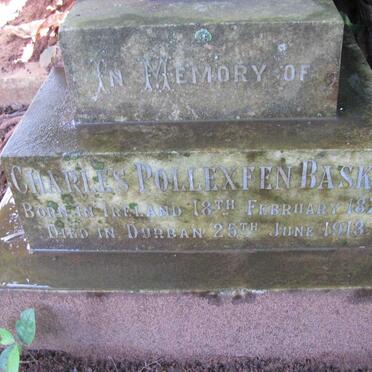 In Memory of
Charles Pollexfen Bask
Born in Ireland 18th February 18
Died in Durban 25th June 1913